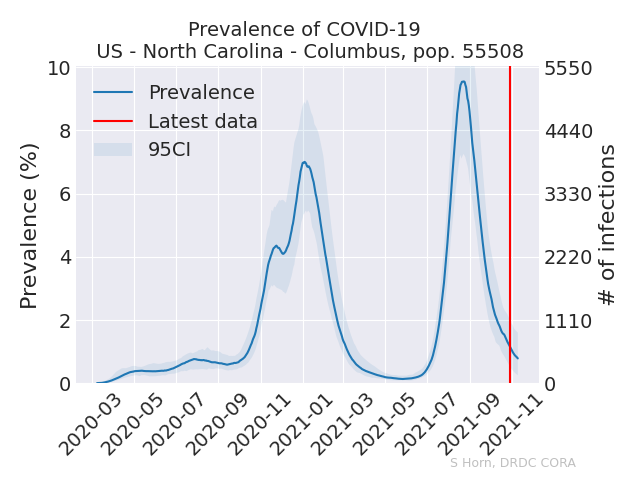 Prevalence of COVID-19
US - North Carolina - Columbus, pop. 55508
Prevalence
Latest data
95CI
Prevalence (%)
10
8
6
4
2
0
5550
4440
3330
2220
1110
0
# of infections
2020-03
2020-05
2020-07
2020-09
2020-11
2021-01
2021-03
2021-05
2021-07
2021-09
2021-11
S Horn, DRDC CORA